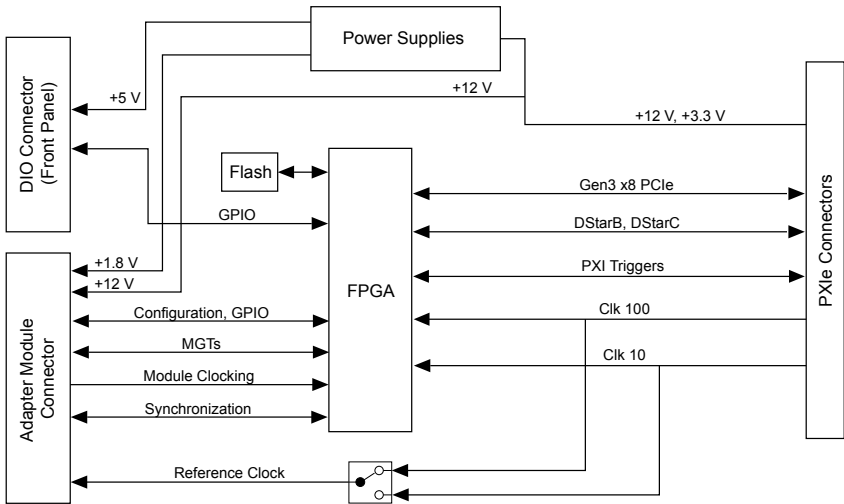 Power Supplies
DIO Connector
(Front Panel)
+5 V
+12 V
+12 V, +3.3 V
Flash
GPIO
Gen3 x8 PCIe
DStarB, DStarC
PXI Triggers
FPGA
PXIe Connectors
+1.8 V
+12 V
Adapter Module
Connector
Configuration, GPIO
Clk 100
MGTs
Clk 10
Module Clocking
Synchronization
Reference Clock